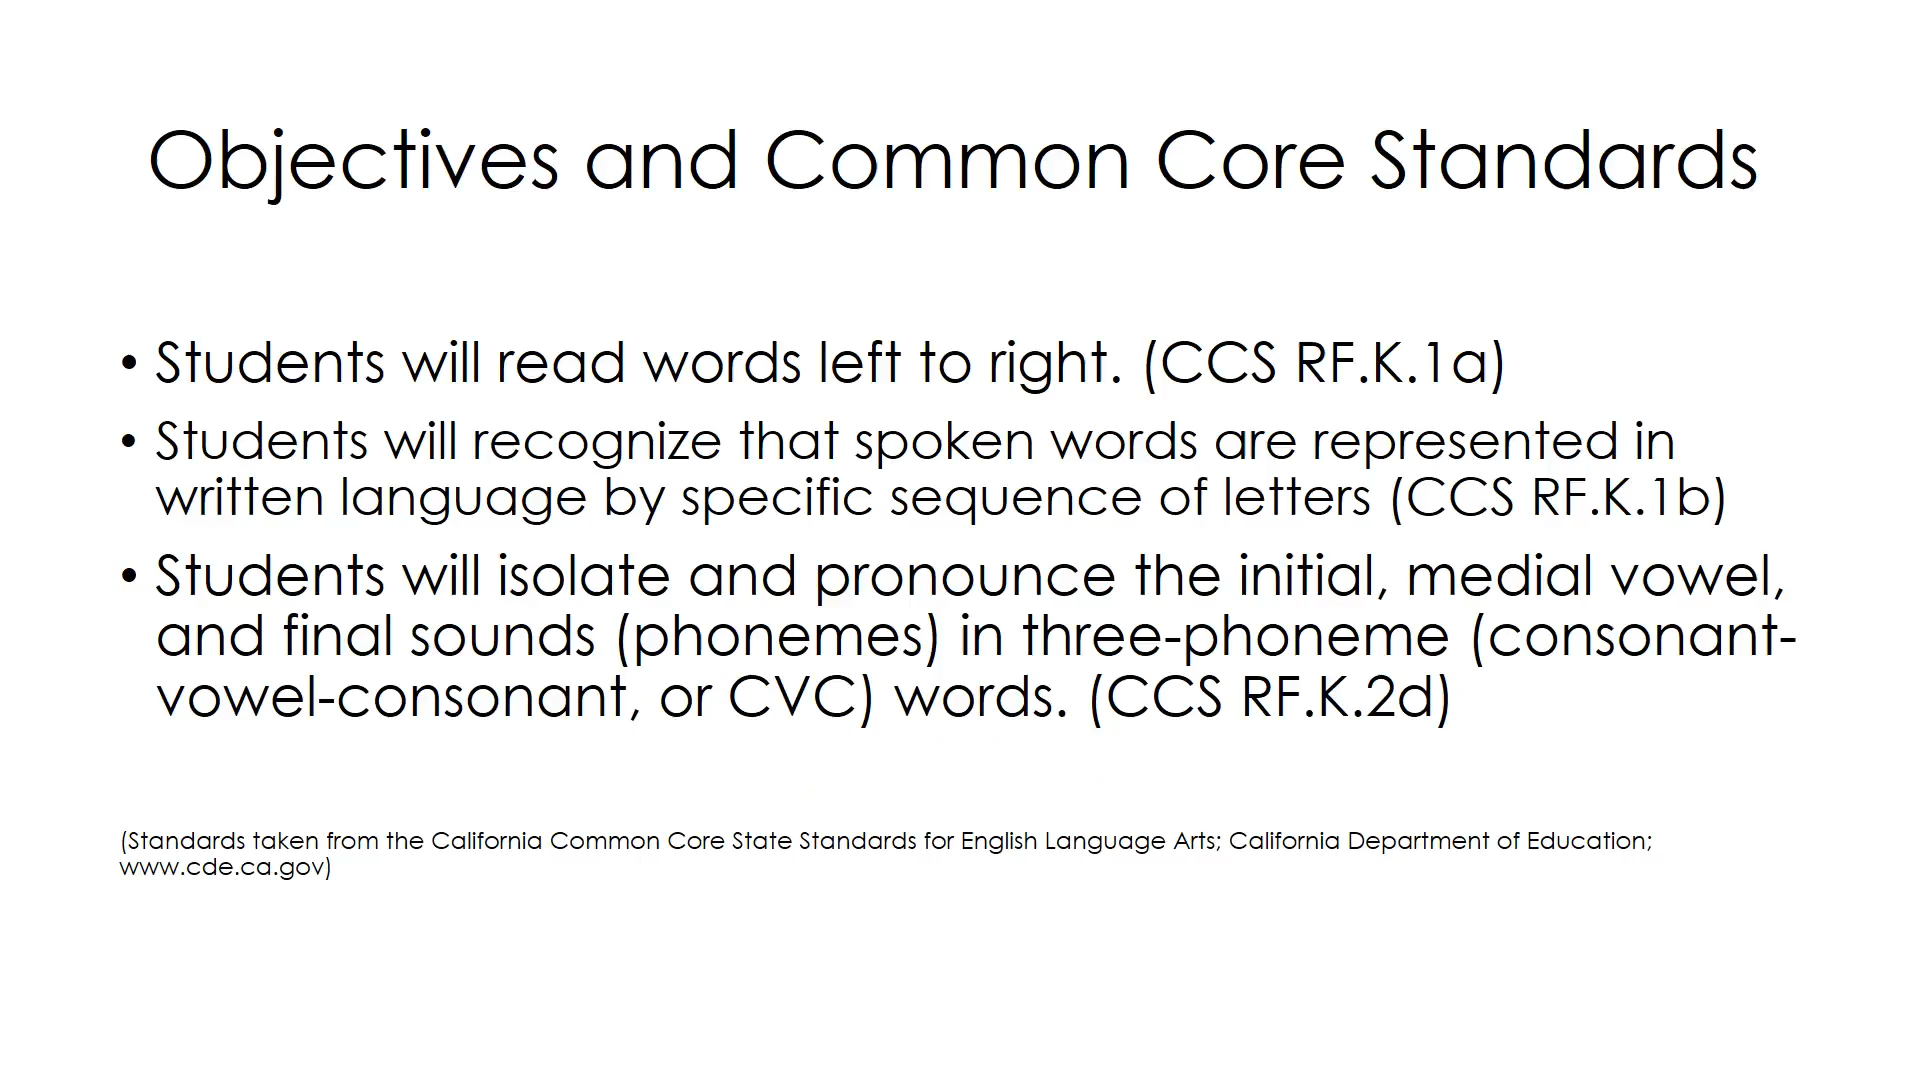 Objectives and Common Core Standards
• Students will read words left to right. (CCS RF.K.1a)
• Students will recognize that spoken words are represented in
written language by specific sequence of letters (CCS RF.K.1b)
• Students will isolate and pronounce the initial, medial vowel,
and final sounds (phonemes) in three-phoneme (consonant-
vowel-consonant, or CVC) words. (CCS RF.K.2d)
(Standards taken from the California Common Core State Standards for English Language Arts; California Department of Education;
www.cde.ca.gov)